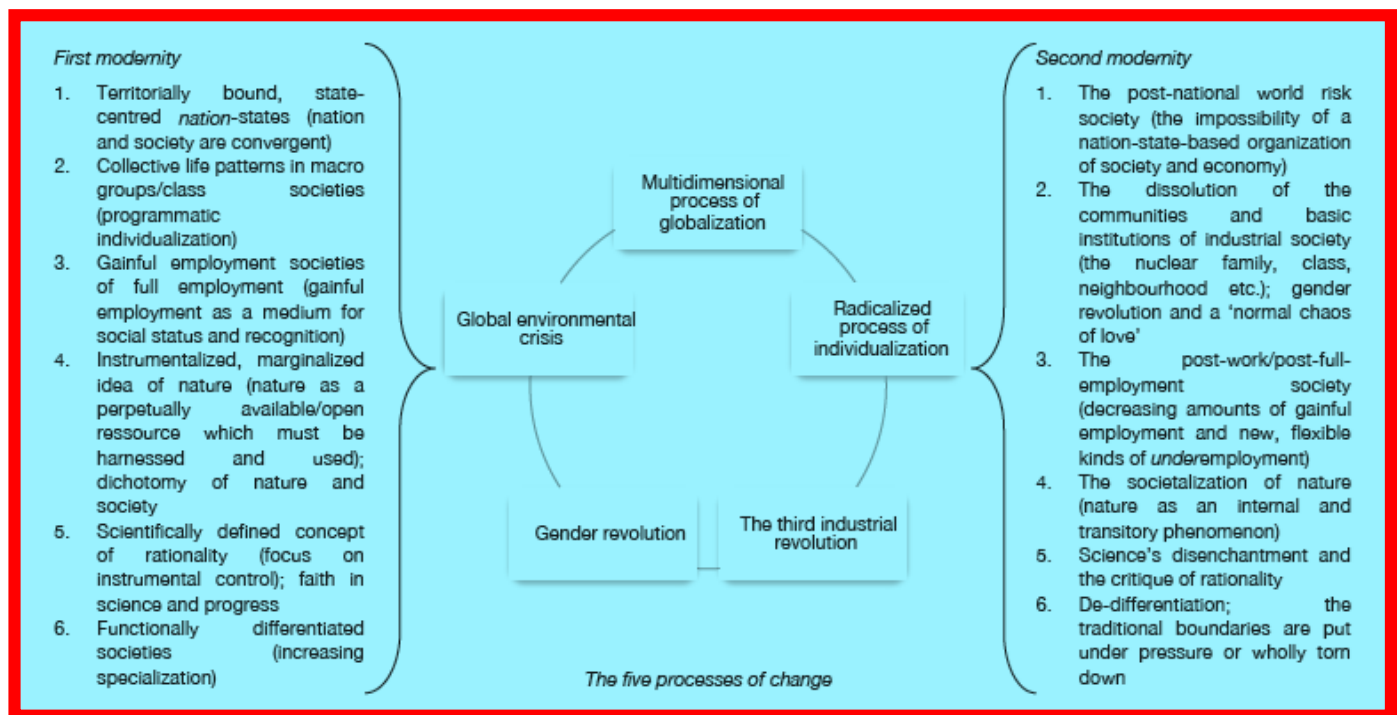 First modernity
1. Territorially bound, state-
centred nation-states (nation
and society are convergent)
2. Collective life patterns in macro
groups/class societies
(programmatic
individualization)
3. Gainful employment societies
of full employment (gainful
employment as a medium for
social status and recognition)
4. Instrumentalized, marginalized
idea of nature (nature as a
perpetually available/open
ressource which must be
harnessed and used);
dichotomy of nature and
society
5. Scientifically defined concept
of rationality (focus on
instrumental control); faith in
science and progress
6. Functionally differentiated
societies (increasing
specialization)
Multidimensional
process of
globalization
Global environmental
crisis
Radicalized
process of
individualization
Gender revolution
The third industrial
revolution
The five processes of change
Second modernity
1. The post-national world risk
society (the impossibility of a
nation-state-based organization
of society and economy)
2. The dissolution of the
communities and basic
institutions of industrial society
(the nuclear family, class,
neighbourhood etc.); gender
revolution and a ‘normal chaos
of love’
3. The post-work/post-full-
employment society
(decreasing amounts of gainful
employment and new, flexible
kinds of underemployment)
4. The societalization of nature
(nature as an internal and
transitory phenomenon)
5. Science’s disenchantment and
the critique of rationality
6. De-differentiation; the
traditional boundaries are put
under pressure or wholly torn
down